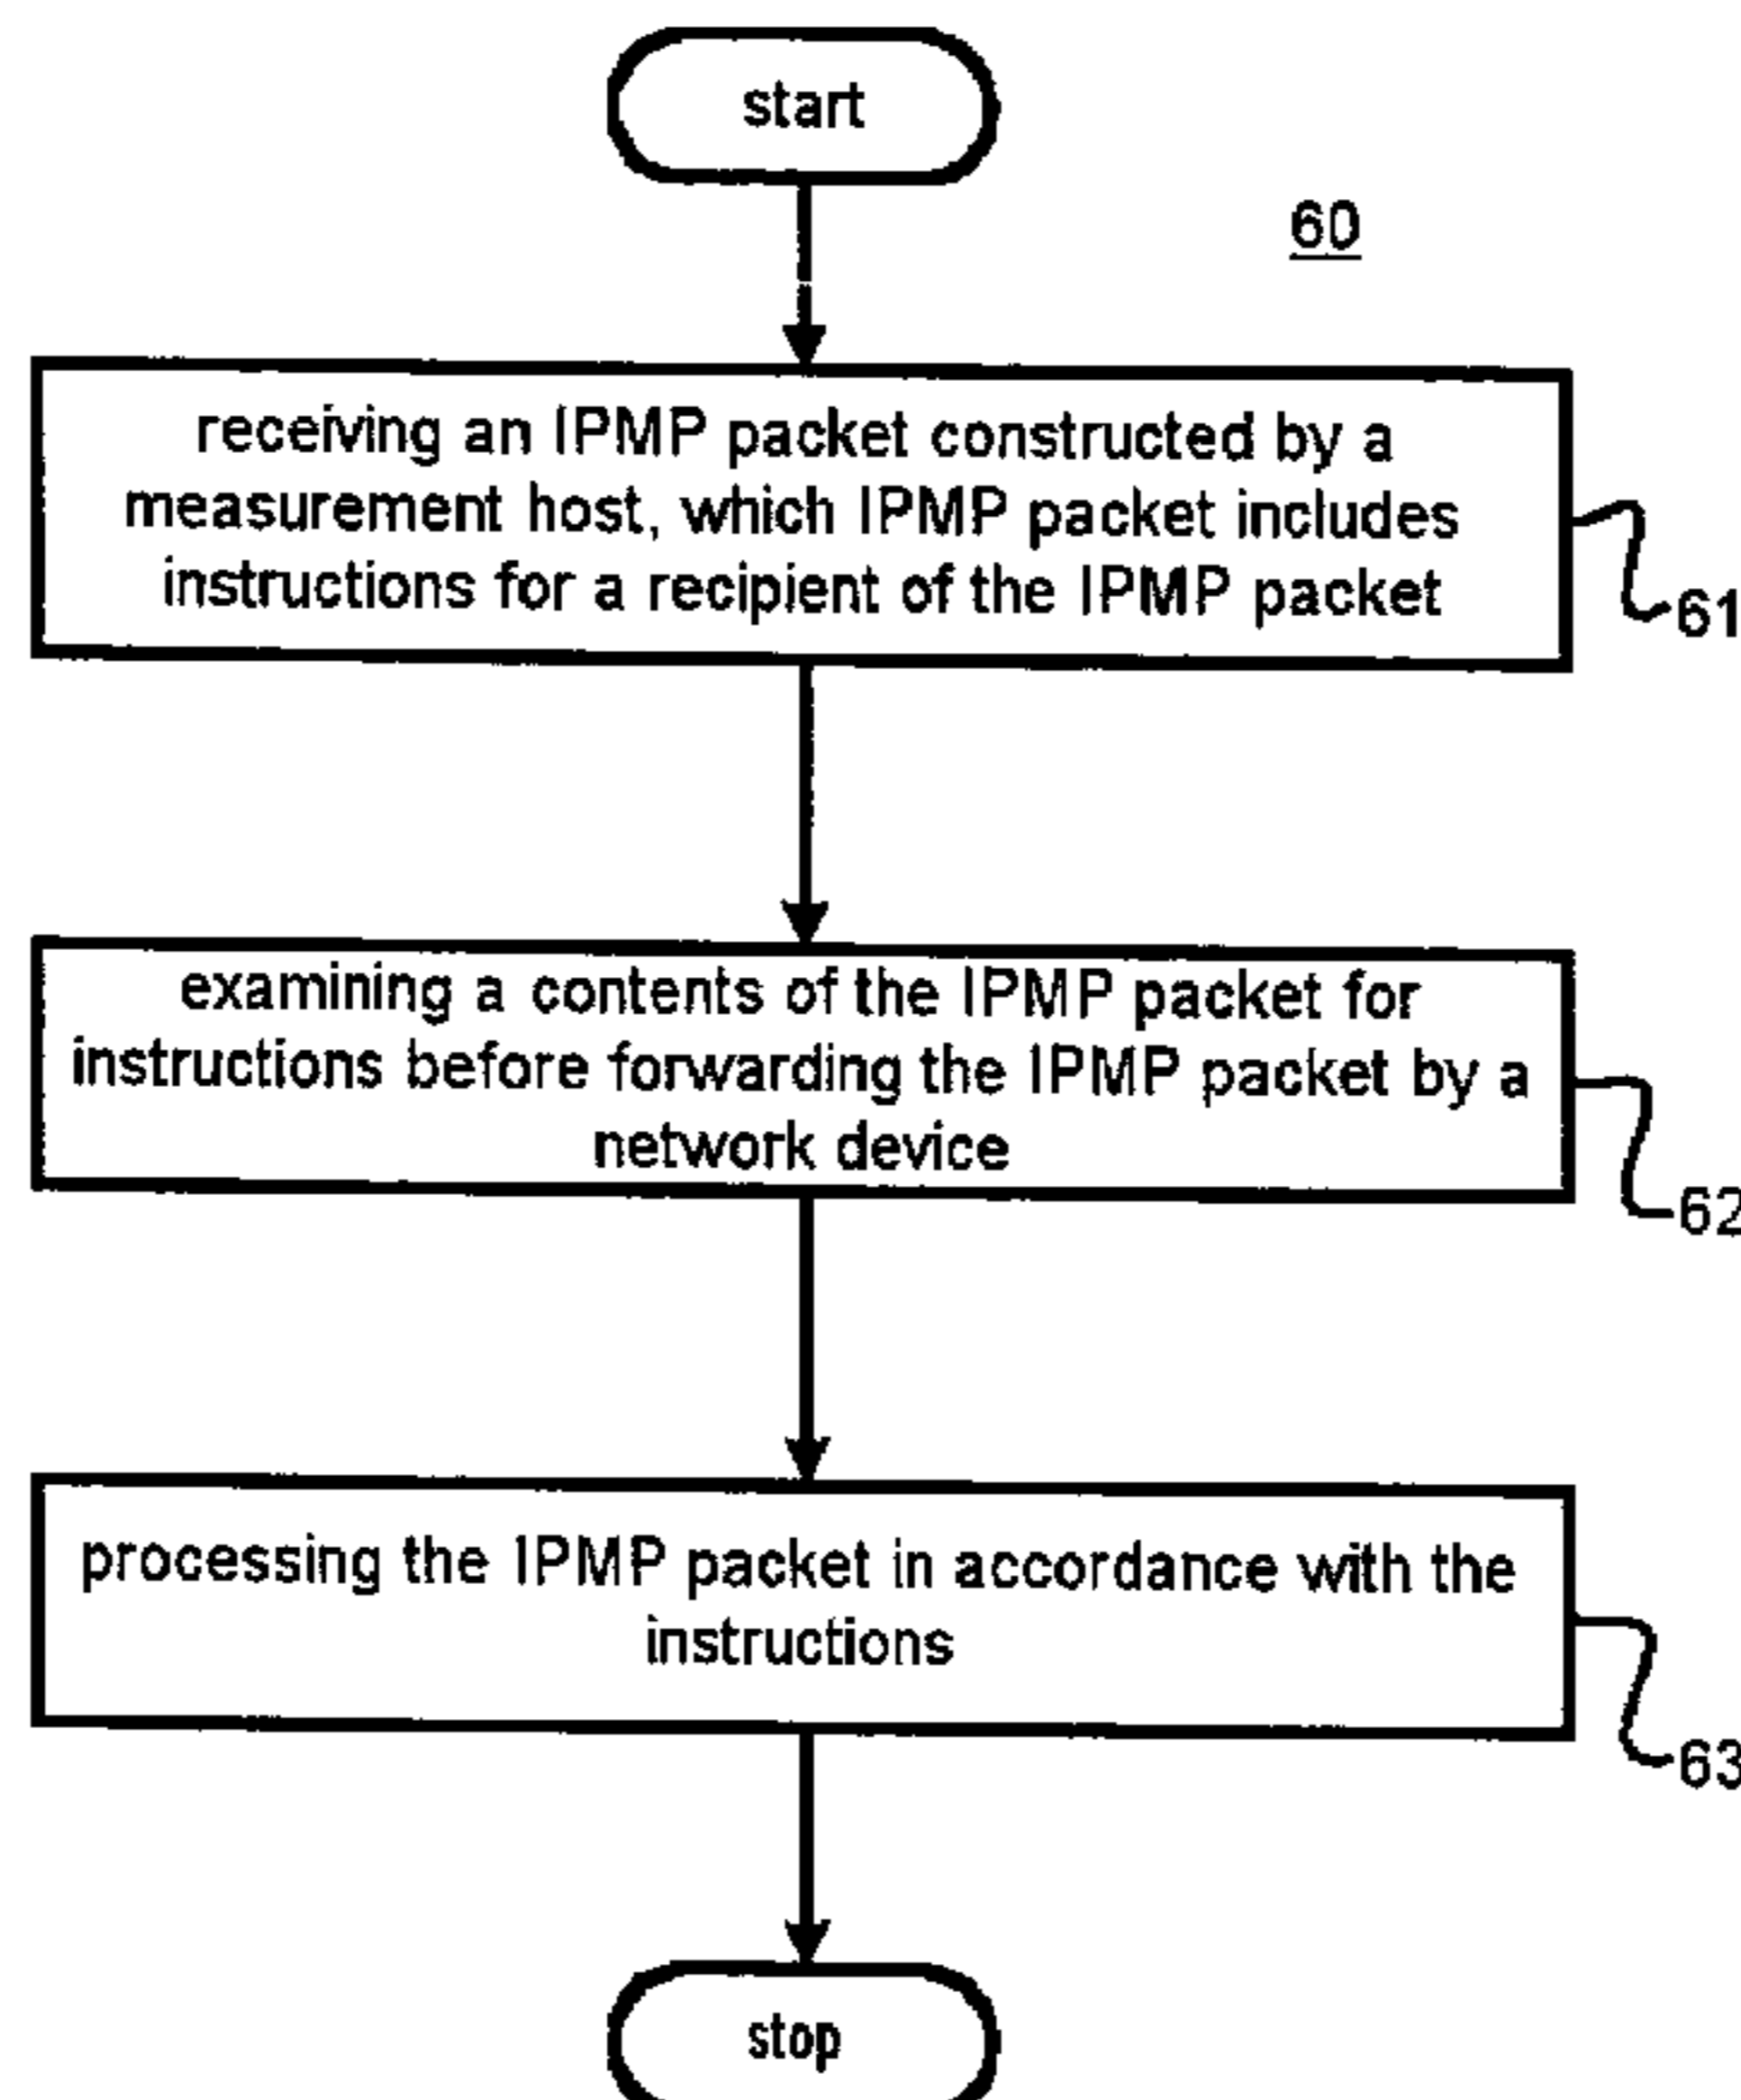 start
60
receiving an IPMP packet constructed by a
measurement host, which IPMP packet includes
instructions for a recipient of the IPMP packet
61
examining a contents of the IPMP packet for
instructions before forwarding the IPMP packet by a
network device
62
processing the IPMP packet in accordance with the
instructions
63
stop